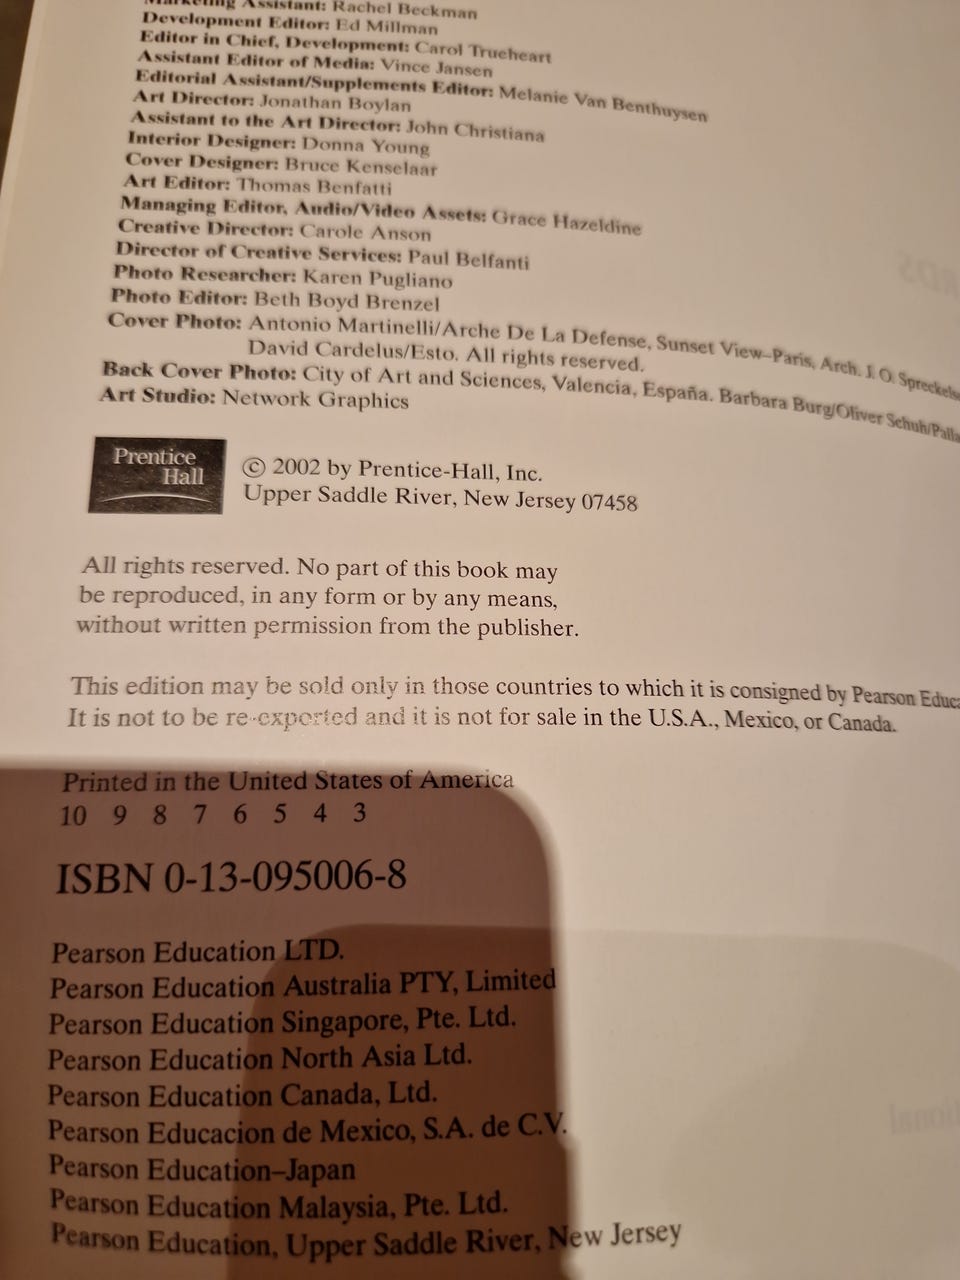 Marketing Assistant: Rachel Beckman
Development Editor: Ed Millman
Editor in Chief, Development: Carol Trueheart
Assistant Editor of Media: Vince Jansen
Editorial Assistant/Supplements Editor: Melanie Van Benthuysen
Art Director: Jonathan Boylan
Assistant to the Art Director: John Christiana
Interior Designer: Donna Young
Cover Designer: Bruce Kenselaar
Art Editor: Thomas Benfatti
Managing Editor, Audio/Video Assets: Grace Hazeldine
Creative Director: Carole Anson
Director of Creative Services: Paul Belfanti
Photo Researcher: Karen Pugliano
Photo Editor: Beth Boyd Brenzel
Cover Photo: Antonio Martinelli/Arche De La Defense, Sunset View–Paris, Arch. J. O. Spreckelse
David Cardelus/Esto. All rights reserved.
Back Cover Photo: City of Art and Sciences, Valencia, España. Barbara Burg/Oliver Schuh/Palla
Art Studio: Network Graphics
Prentice
Hall
© 2002 by Prentice-Hall, Inc.
Upper Saddle River, New Jersey 07458
All rights reserved. No part of this book may
be reproduced, in any form or by any means,
without written permission from the publisher.
This edition may be sold only in those countries to which it is consigned by Pearson Educa
It is not to be re-exported and it is not for sale in the U.S.A., Mexico, or Canada.
Printed in the United States of America
10 9 8 7 6 5 4 3
ISBN 0-13-095006-8
Pearson Education LTD.
Pearson Education Australia PTY, Limited
Pearson Education Singapore, Pte. Ltd.
Pearson Education North Asia Ltd.
Pearson Education Canada, Ltd.
Pearson Educacion de Mexico, S.A. de C.V.
Pearson Education–Japan
Pearson Education Malaysia, Pte. Ltd.
Pearson Education, Upper Saddle River, New Jersey